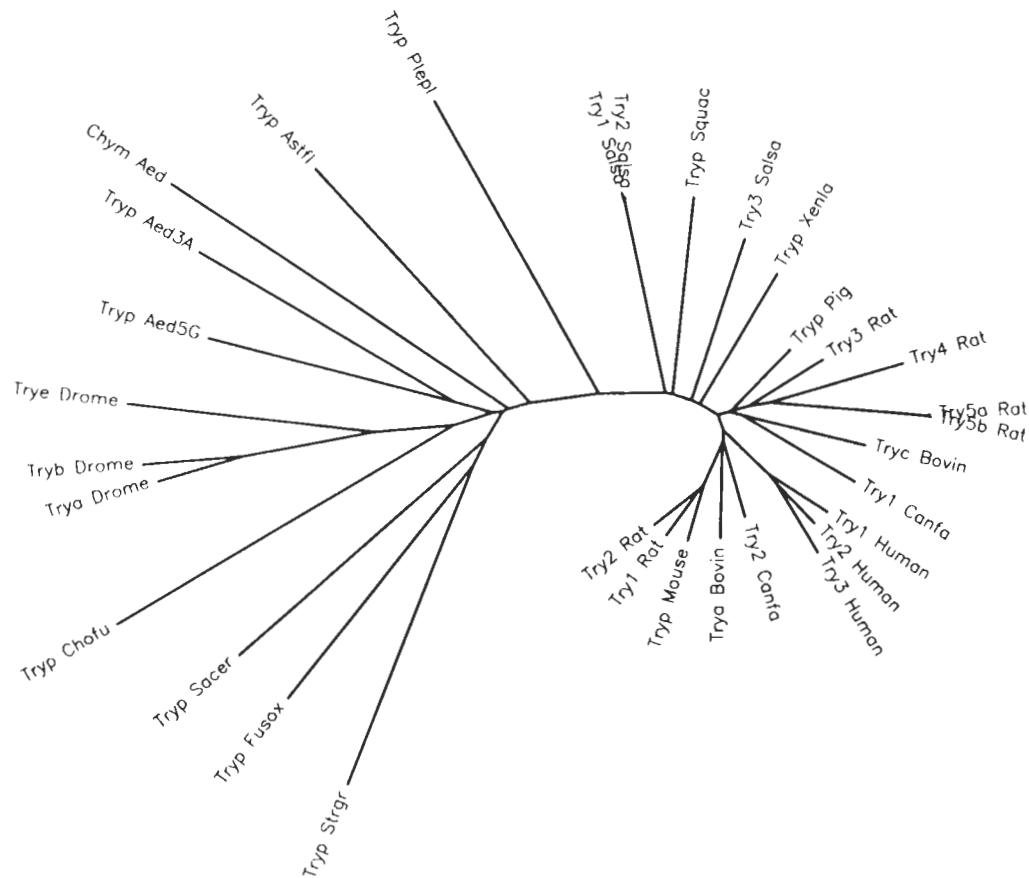 Tryp Plepl
Tryp Astfl
Chym Aed
Tryp Aed3A
Tryp Aed5G
Trye Drome
Tryb Drome
Trya Drome
Tryp Chofu
Tryp Sacer
Tryp Fusox
Tryp Strgr
Try2 Salsa
Try1 Salsa
Tryp Squac
Try3 Salsa
Tryp Xenla
Tryp Pig
Try3 Rat
Try4 Rat
Try5a Rat
Try5b Rat
Tryc Bovin
Try1 Canfa
Try1 Human
Try2 Human
Try3 Human
Try2 Canfa
Trya Bovin
Tryp Mouse
Try1 Rat
Try2 Rat